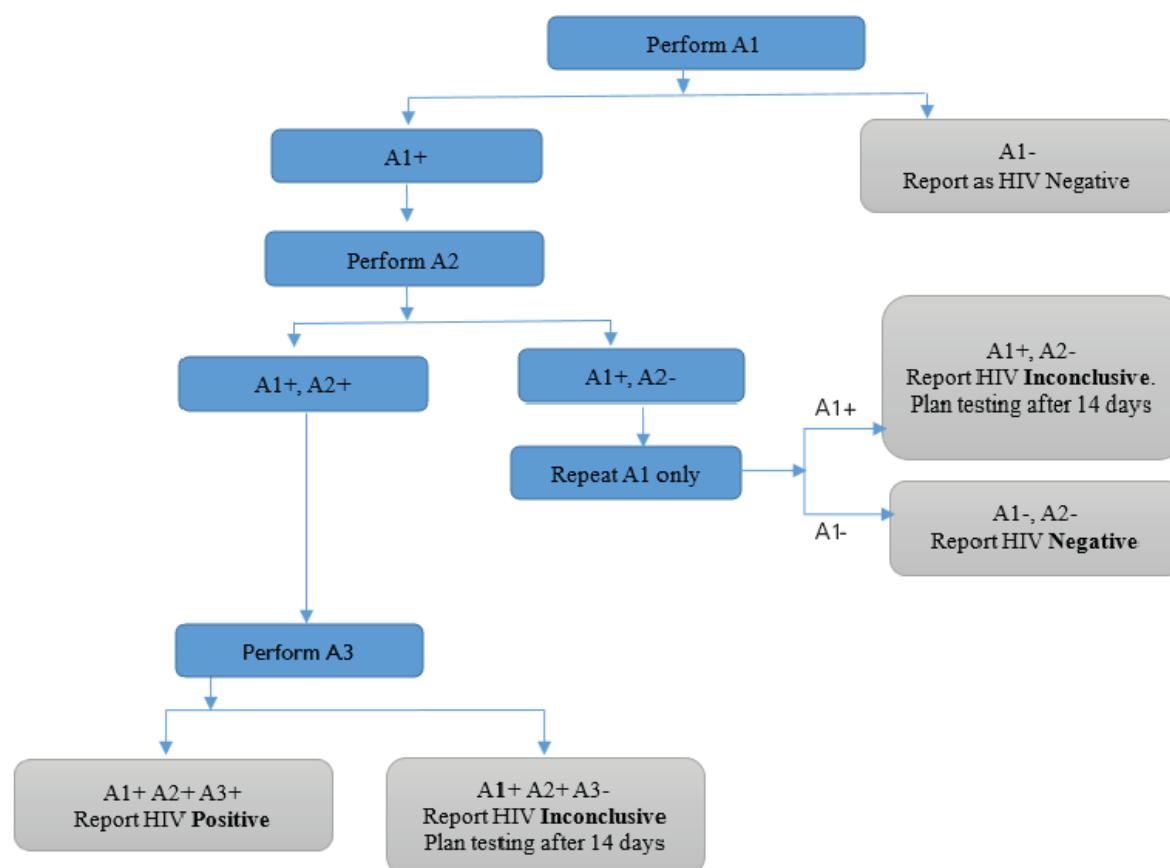 Perform A1
A1+
A1-
Report as HIV Negative
Perform A2
A1+, A2+
A1+, A2-
A1+, A2-
Report HIV Inconclusive.
Plan testing after 14 days
A1+
Repeat A1 only
A1-
A1-, A2-
Report HIV Negative
Perform A3
A1+ A2+ A3+
Report HIV Positive
A1+ A2+ A3-
Report HIV Inconclusive
Plan testing after 14 days